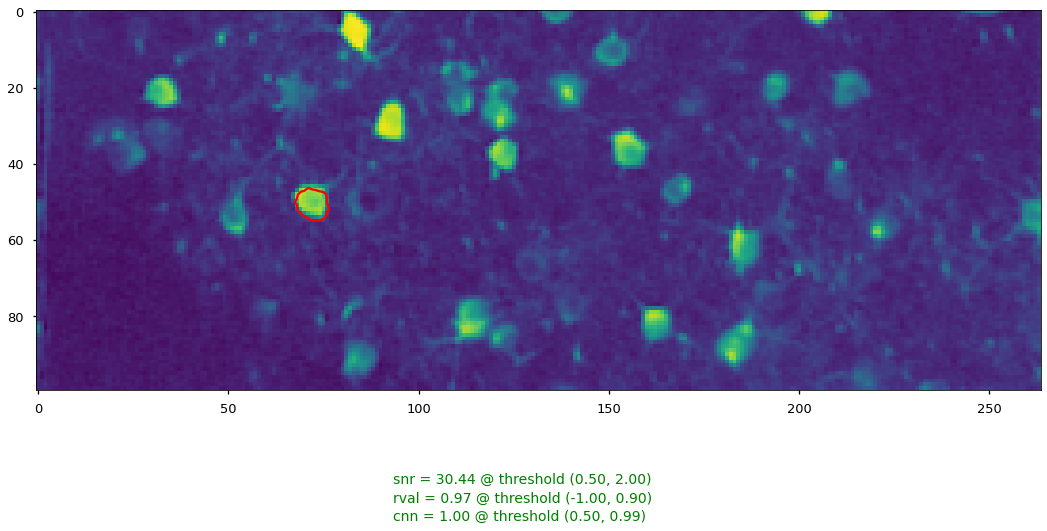 0
20
40
60
80
0 50 100 150 200 250
snr = 30.44 @ threshold (0.50, 2.00)
rval = 0.97 @ threshold (-1.00, 0.90)
cnn = 1.00 @ threshold (0.50, 0.99)